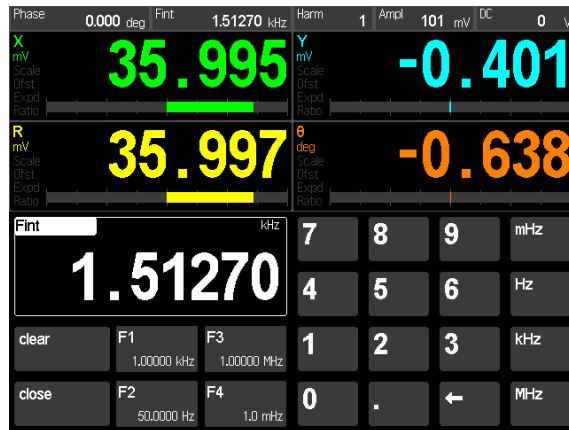 Phase 0.000 deg Fint 1.51270 kHz Harm 1 Ampl 101 mV DC 0 V
X
mV
Scale
Ofst
Expd
Ratio
35.995
Y
mV
Scale
Ofst
Expd
Ratio
-0.401
R
mV
Scale
Ofst
Expd
Ratio
35.997
θ
deg
Scale
Ofst
Expd
Ratio
-0.638
Fint kHz
1.51270
7 8 9 mHz
4 5 6 Hz
clear
F1
1.00000 kHz
F3
1.00000 MHz
1 2 3 kHz
close
F2
50.0000 Hz
F4
1.0 mHz
0 . ← MHz